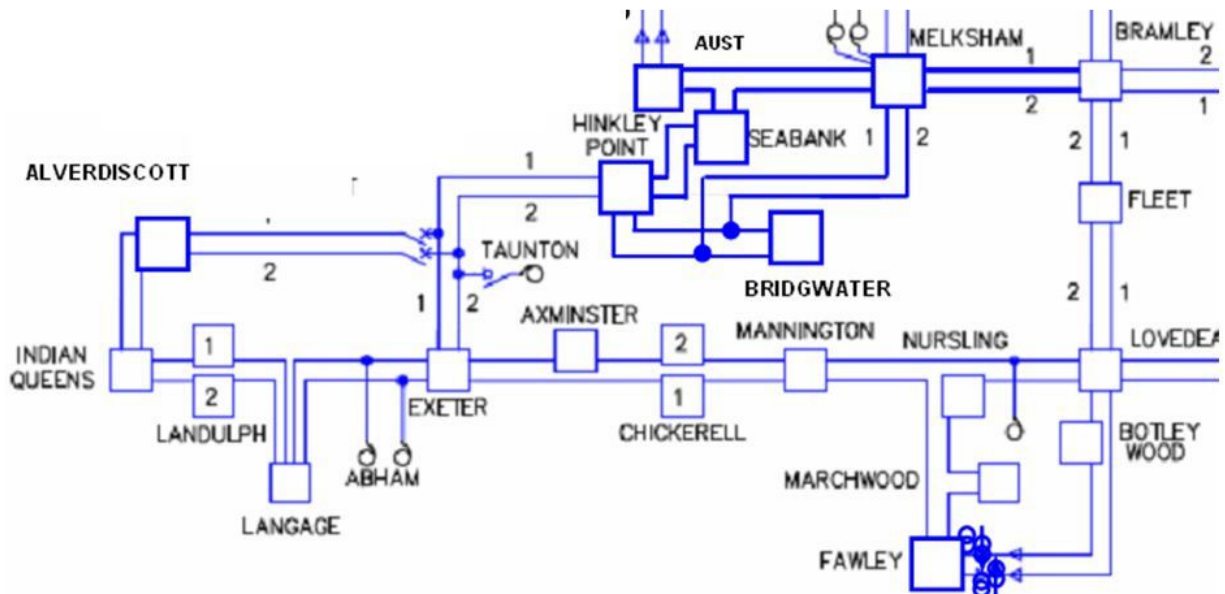 MELKSHAM
BRAMLEY
AUST
1
2
2
1
HINKLEY
POINT
SEABANK
1
2
2
1
ALVERDISCOTT
1
2
FLEET
2
TAUNTON
BRIDGWATER
2
1
1
2
AXMINSTER
MANNINGTON
NURSLING
LOVEDEA
INDIAN
QUEENS
1
2
2
1
LANDULPH
EXETER
CHICKERELL
BOTLEY
WOOD
ABHAM
MARCHWOOD
LANGAGE
FAWLEY